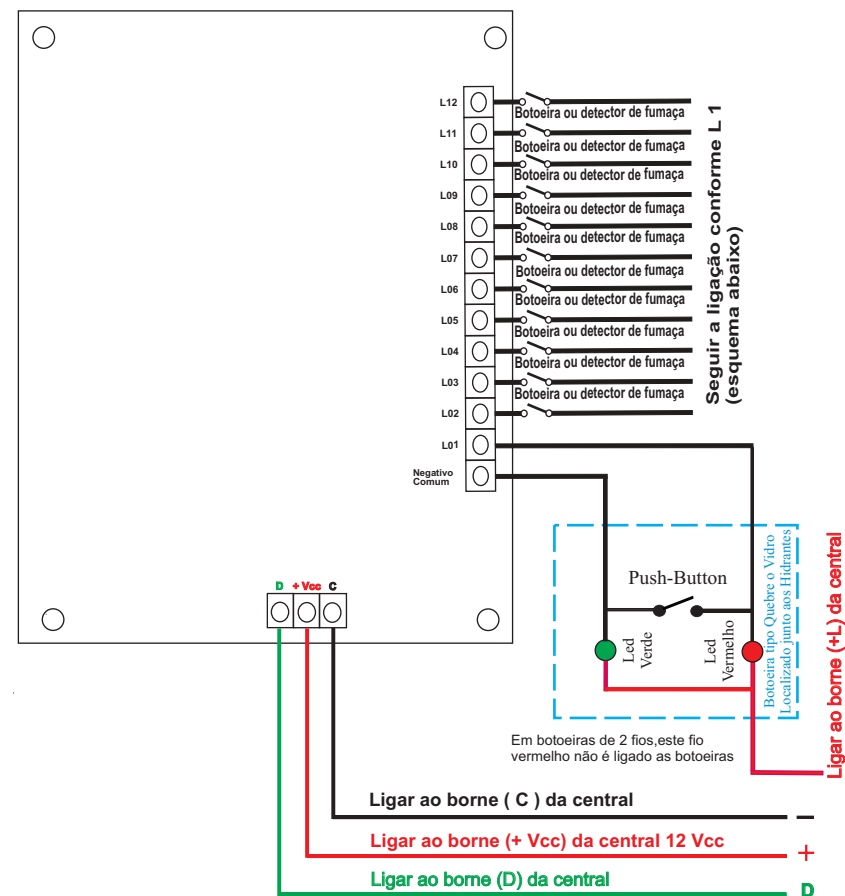 L12
Botoeira ou detector de fumaça
L11
Botoeira ou detector de fumaça
L10
Botoeira ou detector de fumaça
L09
Botoeira ou detector de fumaça
L08
Botoeira ou detector de fumaça
L07
Botoeira ou detector de fumaça
L06
Botoeira ou detector de fumaça
L05
Botoeira ou detector de fumaça
L04
Botoeira ou detector de fumaça
L03
Botoeira ou detector de fumaça
L02
L01
Negativo
Comum
Seguir a ligação conforme L 1
(esquema abaixo)
D + Vcc C
Push-Button
Led
Verde
Led
Vermelho
Botoeira tipo Quebre o Vidro
Localizado junto aos Hidrantes
Ligar ao borne (+L) da central
Em botoeiras de 2 fios,este fio
vermelho não é ligado as botoeiras
Ligar ao borne ( C ) da central −
Ligar ao borne (+ Vcc) da central 12 Vcc +
Ligar ao borne (D) da central D